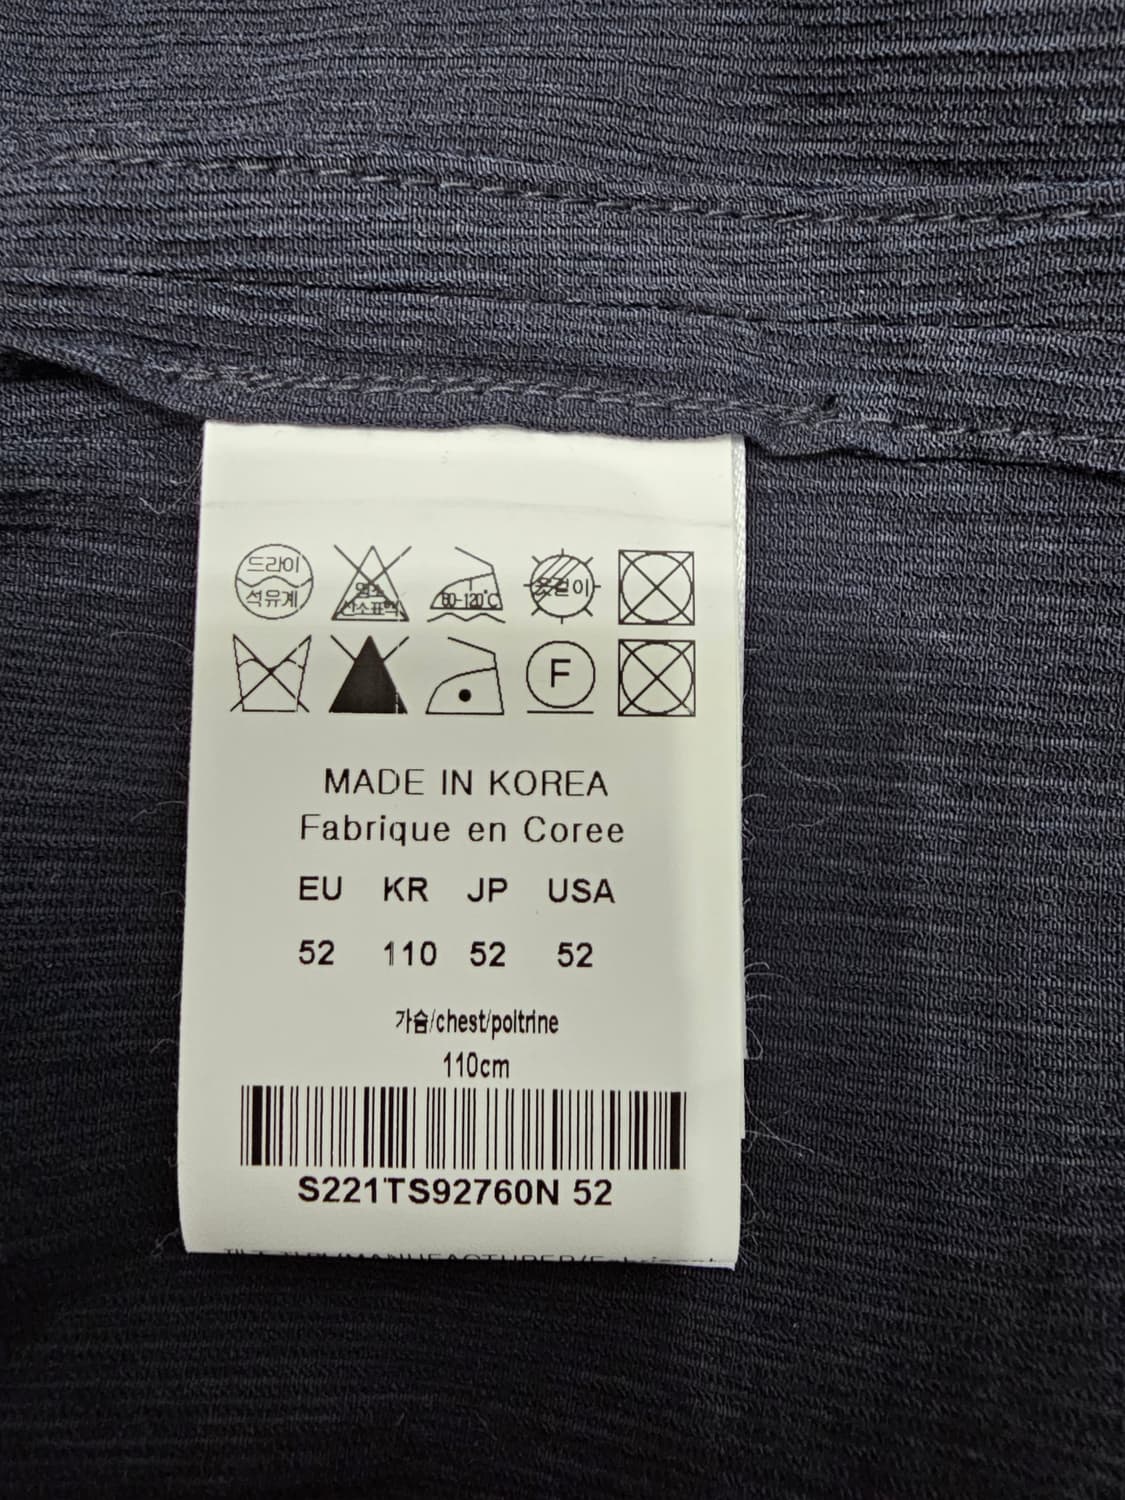 드라이
석유계
염소
산소표백
80-120℃
옷걸이
F
MADE IN KOREA
Fabrique en Coree
EU KR JP USA
52 110 52 52
가슴/chest/poltrine
110cm
S221TS92760N 52